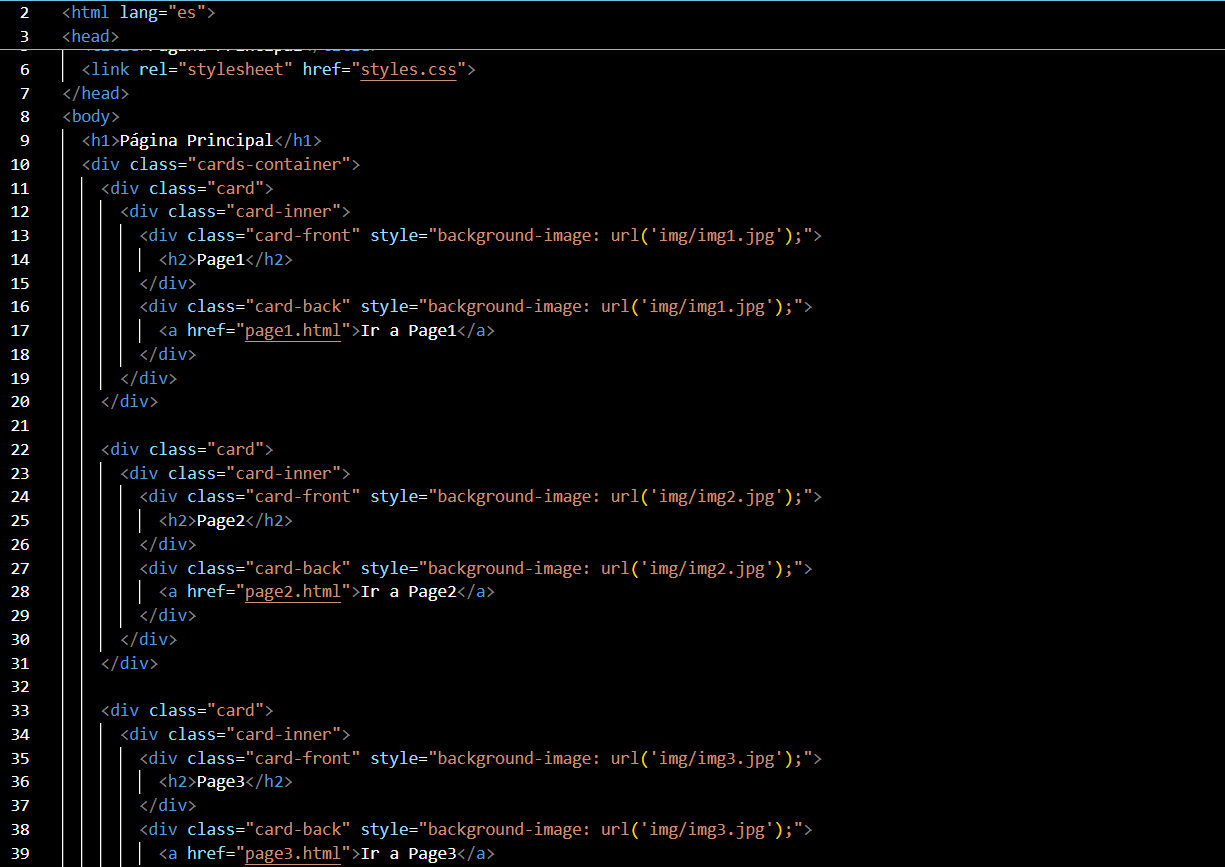 2 <html lang="es">
3 <head>
6 <link rel="stylesheet" href="styles.css">
7 </head>
8 <body>
9 <h1>Página Principal</h1>
10 <div class="cards-container">
11 <div class="card">
12 <div class="card-inner">
13 <div class="card-front" style="background-image: url('img/img1.jpg');">
14 <h2>Page1</h2>
15 </div>
16 <div class="card-back" style="background-image: url('img/img1.jpg');">
17 <a href="page1.html">Ir a Page1</a>
18 </div>
19 </div>
20 </div>
21
22 <div class="card">
23 <div class="card-inner">
24 <div class="card-front" style="background-image: url('img/img2.jpg');">
25 <h2>Page2</h2>
26 </div>
27 <div class="card-back" style="background-image: url('img/img2.jpg');">
28 <a href="page2.html">Ir a Page2</a>
29 </div>
30 </div>
31 </div>
32
33 <div class="card">
34 <div class="card-inner">
35 <div class="card-front" style="background-image: url('img/img3.jpg');">
36 <h2>Page3</h2>
37 </div>
38 <div class="card-back" style="background-image: url('img/img3.jpg');">
39 <a href="page3.html">Ir a Page3</a>